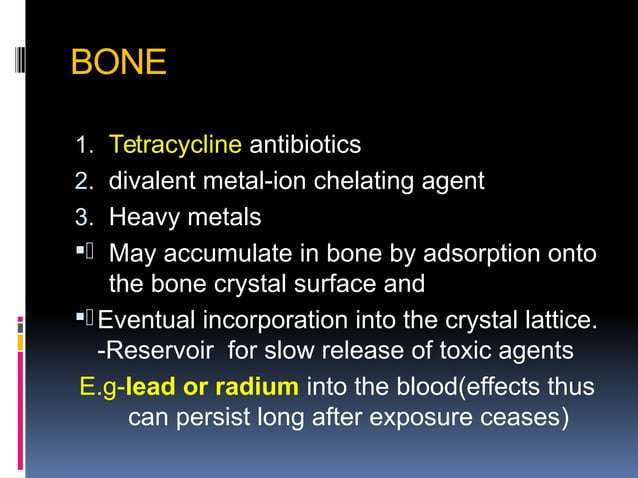 BONE
1. Tetracycline antibiotics
2. divalent metal-ion chelating agent
3. Heavy metals
▪ May accumulate in bone by adsorption onto
the bone crystal surface and
▪ Eventual incorporation into the crystal lattice.
-Reservoir for slow release of toxic agents
E.g-lead or radium into the blood(effects thus
can persist long after exposure ceases)